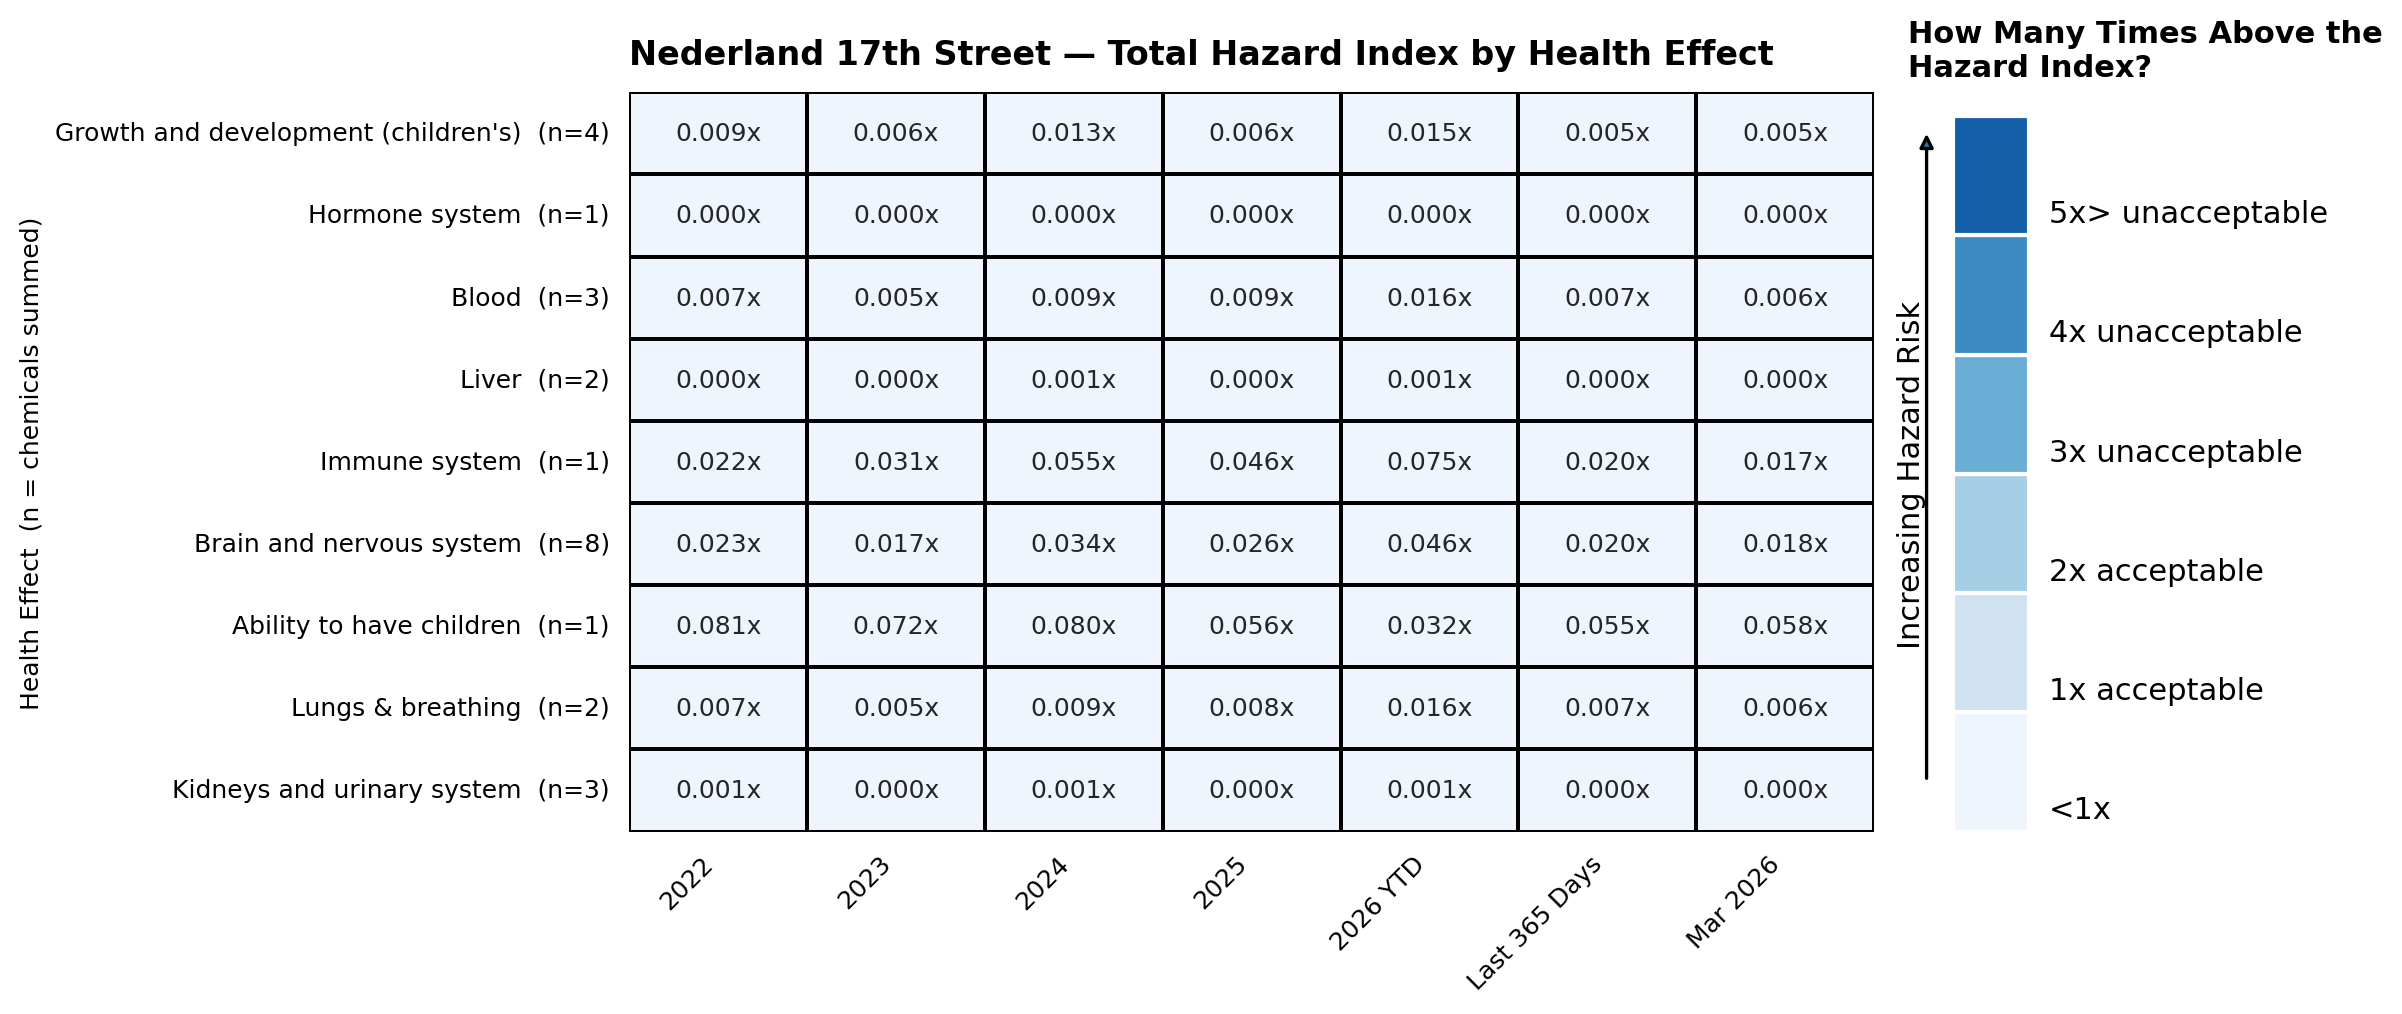 Nederland 17th Street — Total Hazard Index by Health Effect
How Many Times Above the
Hazard Index?
Health Effect  (n = chemicals summed)
Growth and development (children's)  (n=4) 0.009x 0.006x 0.013x 0.006x 0.015x 0.005x 0.005x
Hormone system  (n=1) 0.000x 0.000x 0.000x 0.000x 0.000x 0.000x 0.000x
Blood  (n=3) 0.007x 0.005x 0.009x 0.009x 0.016x 0.007x 0.006x
Liver  (n=2) 0.000x 0.000x 0.001x 0.000x 0.001x 0.000x 0.000x
Immune system  (n=1) 0.022x 0.031x 0.055x 0.046x 0.075x 0.020x 0.017x
Brain and nervous system  (n=8) 0.023x 0.017x 0.034x 0.026x 0.046x 0.020x 0.018x
Ability to have children  (n=1) 0.081x 0.072x 0.080x 0.056x 0.032x 0.055x 0.058x
Lungs & breathing  (n=2) 0.007x 0.005x 0.009x 0.008x 0.016x 0.007x 0.006x
Kidneys and urinary system  (n=3) 0.001x 0.000x 0.001x 0.000x 0.001x 0.000x 0.000x
2022 2023 2024 2025 2026 YTD Last 365 Days Mar 2026
Increasing Hazard Risk
5x> unacceptable
4x unacceptable
3x unacceptable
2x acceptable
1x acceptable
<1x